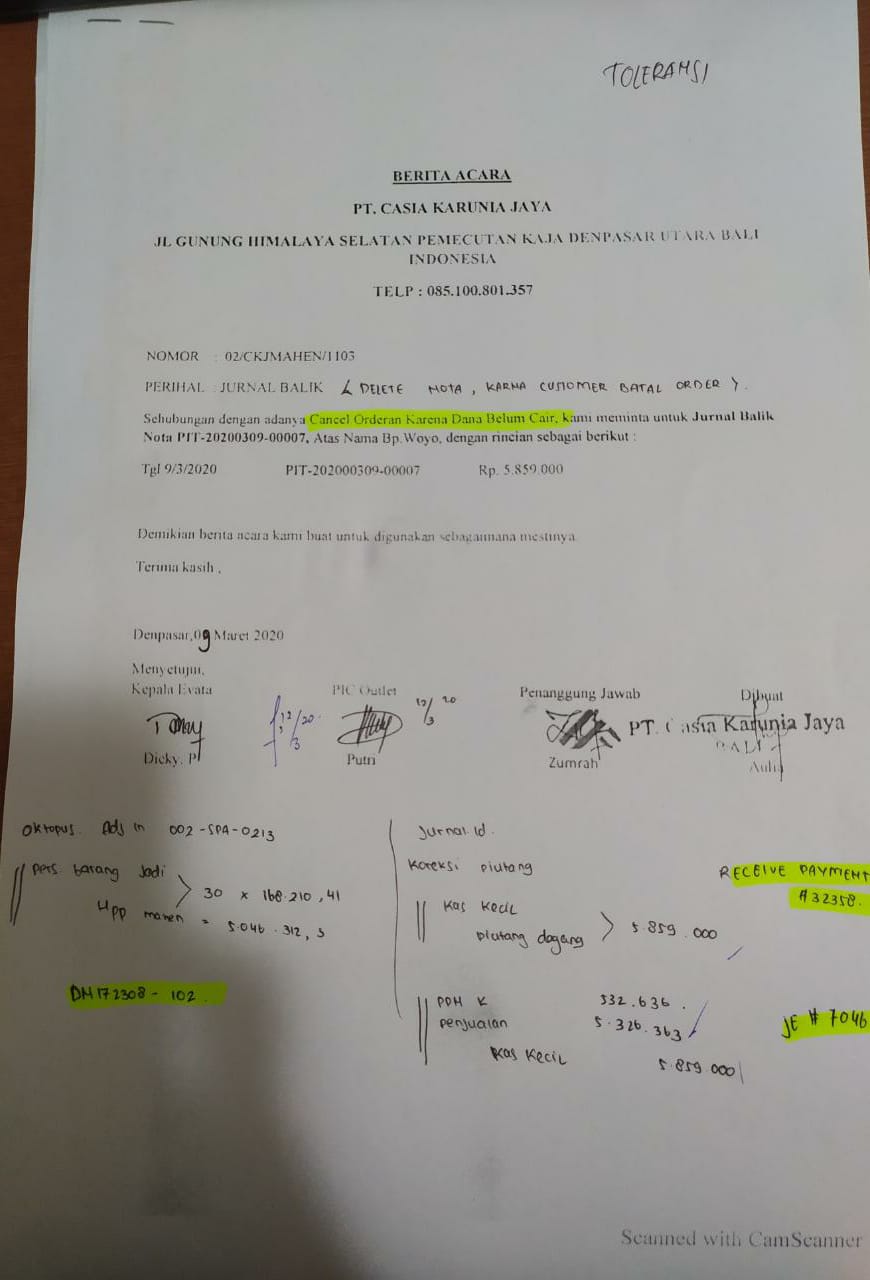 TOLERANSI
BERITA ACARA
PT. CASIA KARUNIA JAYA
JL GUNUNG HIMALAYA SELATAN PEMECUTAN KAJA DENPASAR UTARA BALI
INDONESIA
TELP : 085.100.801.357
NOMOR : 02/CKJMAHEN/1103
PERIHAL : JURNAL BALIK ( DELETE NOTA , KARNA CUSTOMER BATAL ORDER ).
Sehubungan dengan adanya Cancel Orderan Karena Dana Belum Cair, kami meminta untuk Jurnal Balik
Nota PIT-20200309-00007, Atas Nama Bp.Woyo, dengan rincian sebagai berikut :
Tgl 9/3/2020 PIT-202000309-00007 Rp. 5.859.000
Demikian berita acara kami buat untuk digunakan sebagaimana mestinya
Terima kasih ,
Denpasar,09 Maret 2020
Menyetujui,
Kepala Evata PIC Outlet Penanggung Jawab Dibuat
12/3 20. 12/3 20
PT. Casia Karunia Jaya
BALI
Dicky. P Putri Zumrah Aulia
Oktopus. Adj in 002-SPA-0213
Pers. barang jadi
Hpp mahen
30 x 168.210,41
= 5.046.312,3
DM172308-102.
Jurnal.id.
Koreksi piutang
Kas Kecil
piutang dagang
5.859.000
RECEIVE PAYMENT
#32358.
PPN K 532.636.
penjualan 5.326.363
Kas Kecil 5.859.000
JE # 7046
Scanned with CamScanner